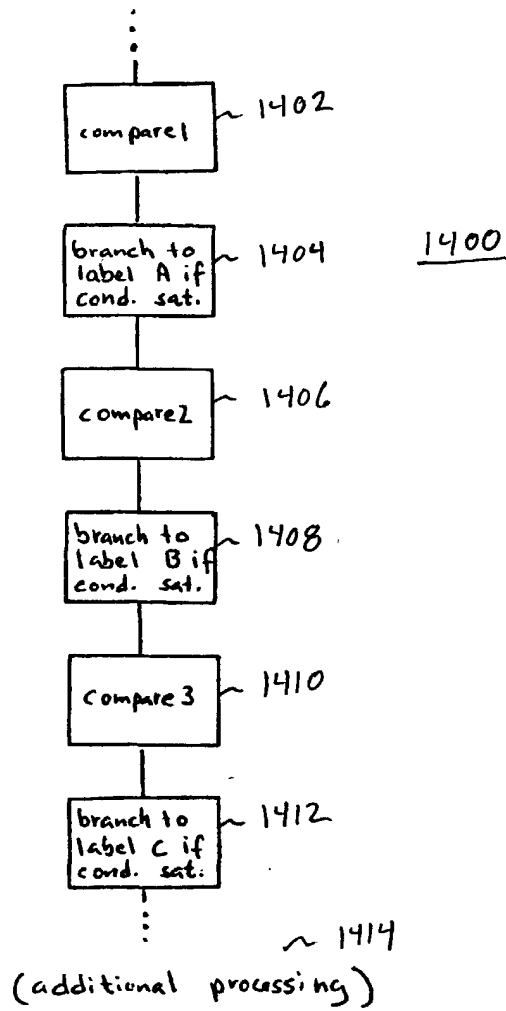 compare1
1402
branch to
label A if
cond. sat.
1404
1400
compare2
1406
branch to
label B if
cond. sat.
1408
compare3
1410
branch to
label C if
cond. sat.
1412
1414
(additional processing)